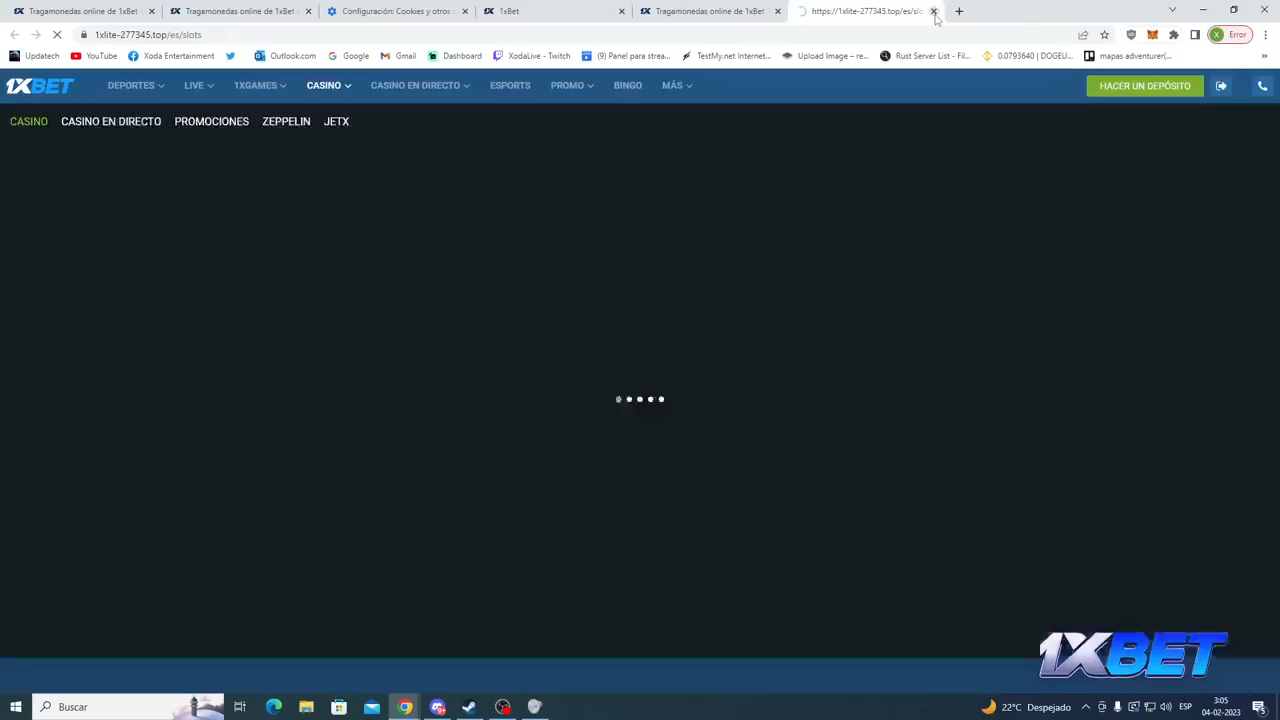 Tragamonedas online de 1xBet
Tragamonedas online de 1xBet
Configuración: Cookies y otros s
1xBet
Tragamonedas online de 1xBet
https://1xlite-277345.top/es/slo
1xlite-277345.top/es/slots
Error
Updatech
YouTube
Xoda Entertainment
Outlook.com
Google
Gmail
Dashboard
XodaLive - Twitch
(9) Panel para strea...
TestMy.net Internet...
Upload Image – re...
Rust Server List - Fil...
0.0793640 | DOGEU...
mapas adventurer(...
1XBET
DEPORTES
LIVE
1XGAMES
CASINO
CASINO EN DIRECTO
ESPORTS
PROMO
BINGO
MÁS
HACER UN DEPÓSITO
CASINO
CASINO EN DIRECTO
PROMOCIONES
ZEPPELIN
JETX
1XBET
Buscar
22°C Despejado
ESP
3:05
04-02-2023